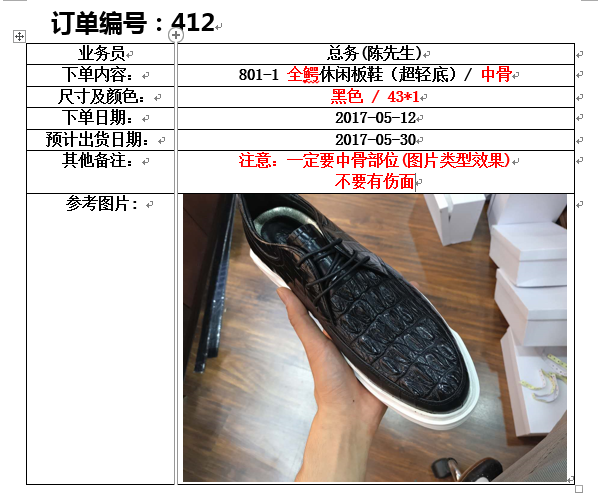 订单编号：412
业务员
总务(陈先生)
下单内容：
801-1 全鳄休闲板鞋（超轻底）/ 中骨
尺寸及颜色：
黑色 / 43*1
下单日期：
2017-05-12
预计出货日期：
2017-05-30
其他备注：
注意：一定要中骨部位(图片类型效果)
不要有伤面
参考图片：